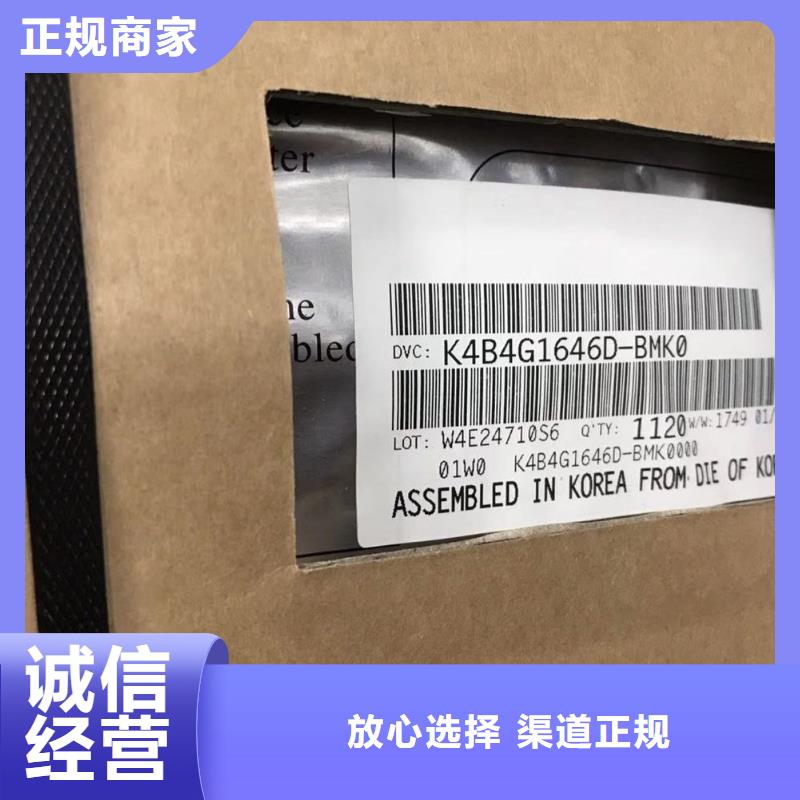 正规商家
ter
DVC: K4B4G1646D-BMK0
LOT: W4E24710S6 Q'TY: 1120 W/W: 1749 01/
01W0 K4B4G1646D-BMK0000
ASSEMBLED IN KOREA FROM DIE OF KO
诚信
经营
放心选择 渠道正规